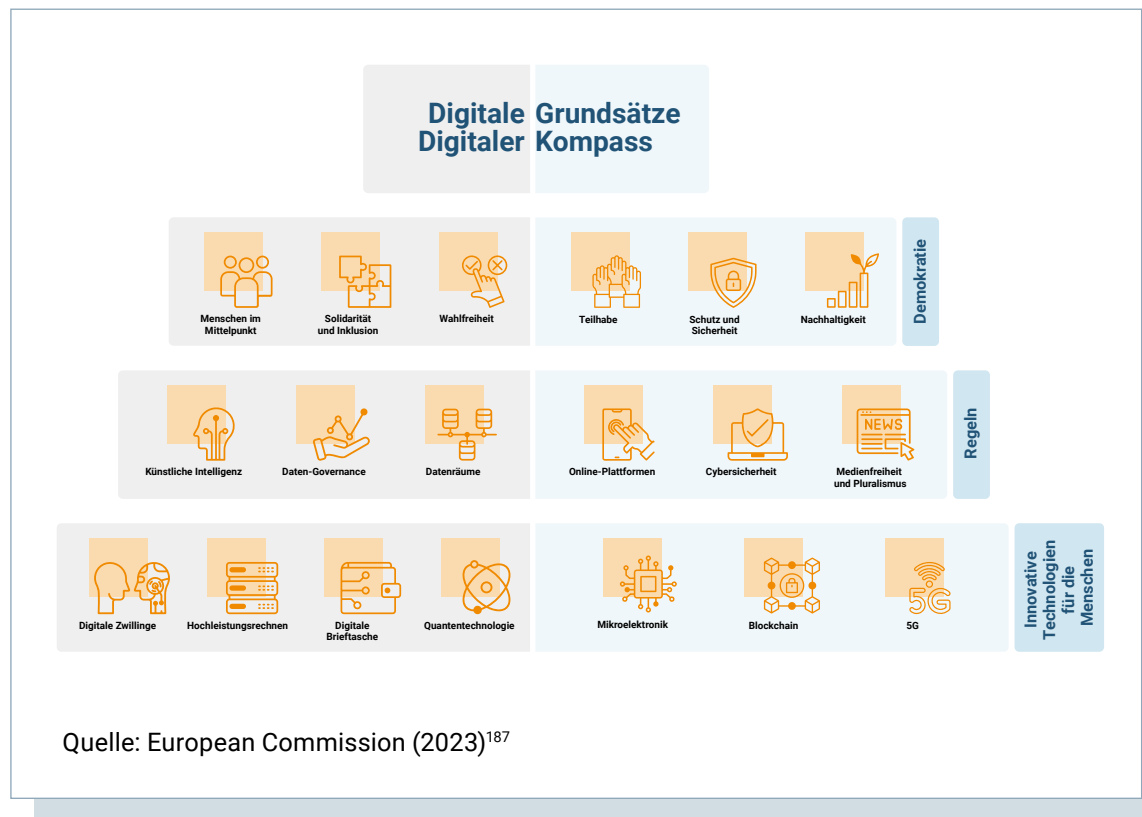 Digitale Grundsätze
Digitaler Kompass
Menschen im
Mittelpunkt
Solidarität
und Inklusion
Wahlfreiheit
Teilhabe
Schutz und
Sicherheit
Nachhaltigkeit
Demokratie
Künstliche Intelligenz
Daten-Governance
Datenräume
Online-Plattformen
Cybersicherheit
NEWS
Medienfreiheit
und Pluralismus
Regeln
Digitale Zwillinge
Hochleistungsrechnen
Digitale
Brieftasche
Quantentechnologie
Mikroelektronik
Blockchain
5G
5G
Innovative
Technologien
für die
Menschen
Quelle: European Commission (2023)187